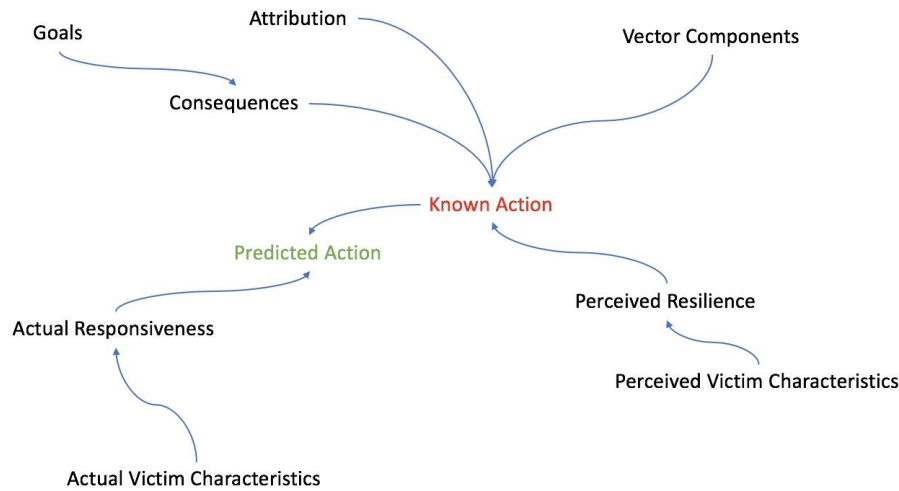 Attribution
Goals
Vector Components
Consequences
Known Action
Predicted Action
Perceived Resilience
Actual Responsiveness
Perceived Victim Characteristics
Actual Victim Characteristics